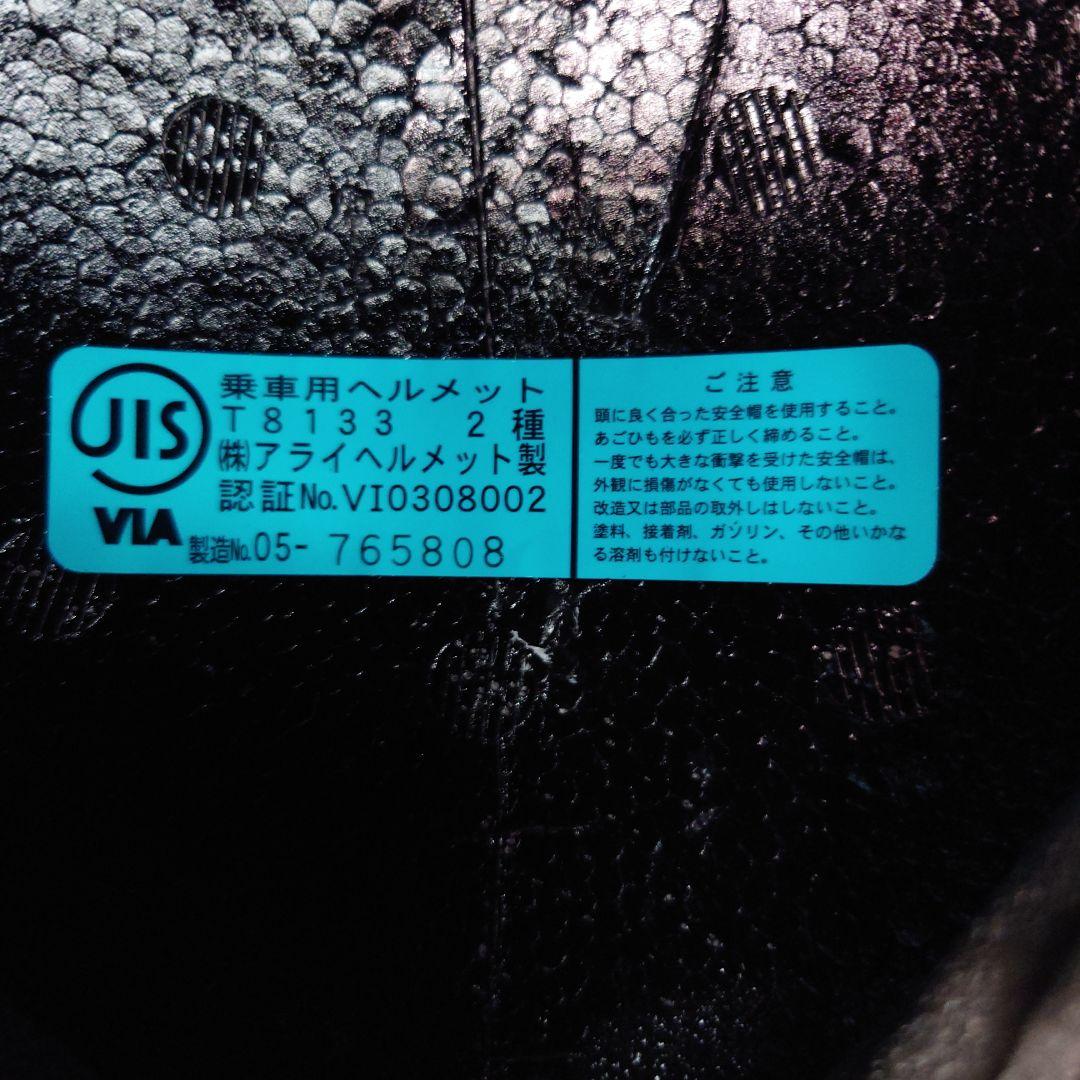 JIS
VIA
乗車用ヘルメット
T8133 2種
㈱アライヘルメット製
認証No.VI0308002
製造No.05-765808
ご注意
頭に良く合った安全帽を使用すること。
あごひもを必ず正しく締めること。
一度でも大きな衝撃を受けた安全帽は、
外観に損傷がなくても使用しないこと。
改造又は部品の取外しはしないこと。
塗料、接着剤、ガソリン、その他いかな
る溶剤も付けないこと。